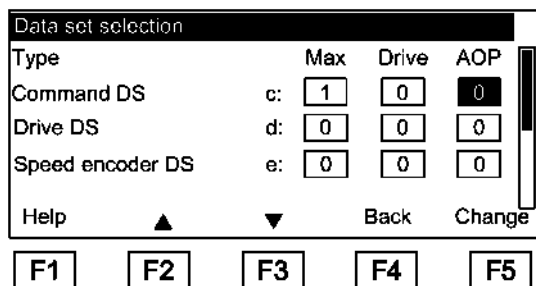 Data set selection
Type Max Drive AOP
Command DS c: 1 0 0
Drive DS d: 0 0 0
Speed encoder DS e: 0 0 0
Help ▲ ▼ Back Change
F1 F2 F3 F4 F5